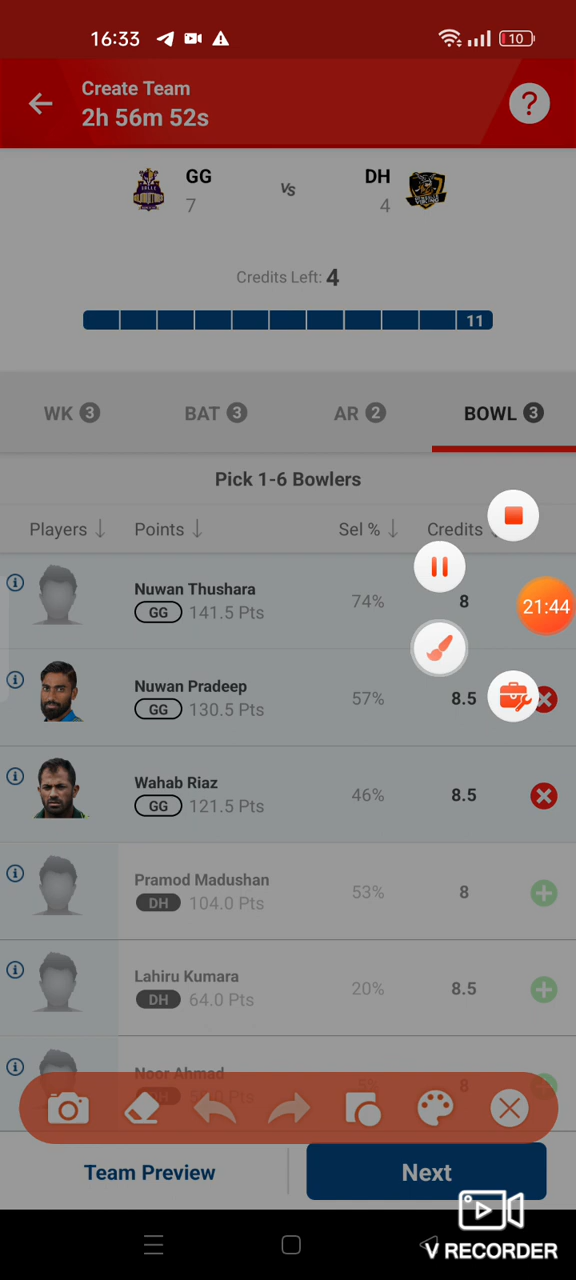 16:33
10
Create Team
2h 56m 52s
?
GG VS DH
7 4
Credits Left: 4
11
WK 3 BAT 3 AR 2 BOWL 3
Pick 1-6 Bowlers
Players ↓ Points ↓ Sel % ↓ Credits
Nuwan Thushara
GG 141.5 Pts 74% 8
21:44
Nuwan Pradeep
GG 130.5 Pts 57% 8.5
Wahab Riaz
GG 121.5 Pts 46% 8.5
Pramod Madushan
DH 104.0 Pts 53% 8
Lahiru Kumara
DH 64.0 Pts 20% 8.5
Noor Ahmad
8
Team Preview Next
V RECORDER